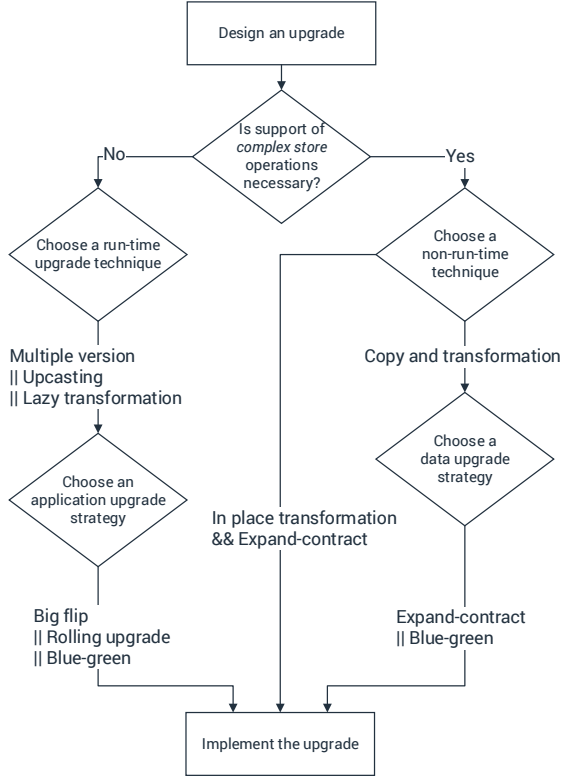 Design an upgrade
Is support of
complex store
operations
necessary?
No
Yes
Choose a run-time
upgrade technique
Choose a
non-run-time
technique
Multiple version
|| Upcasting
|| Lazy transformation
Copy and transformation
Choose an
application upgrade
strategy
Choose a
data upgrade
strategy
In place transformation
&& Expand-contract
Big flip
|| Rolling upgrade
|| Blue-green
Expand-contract
|| Blue-green
Implement the upgrade